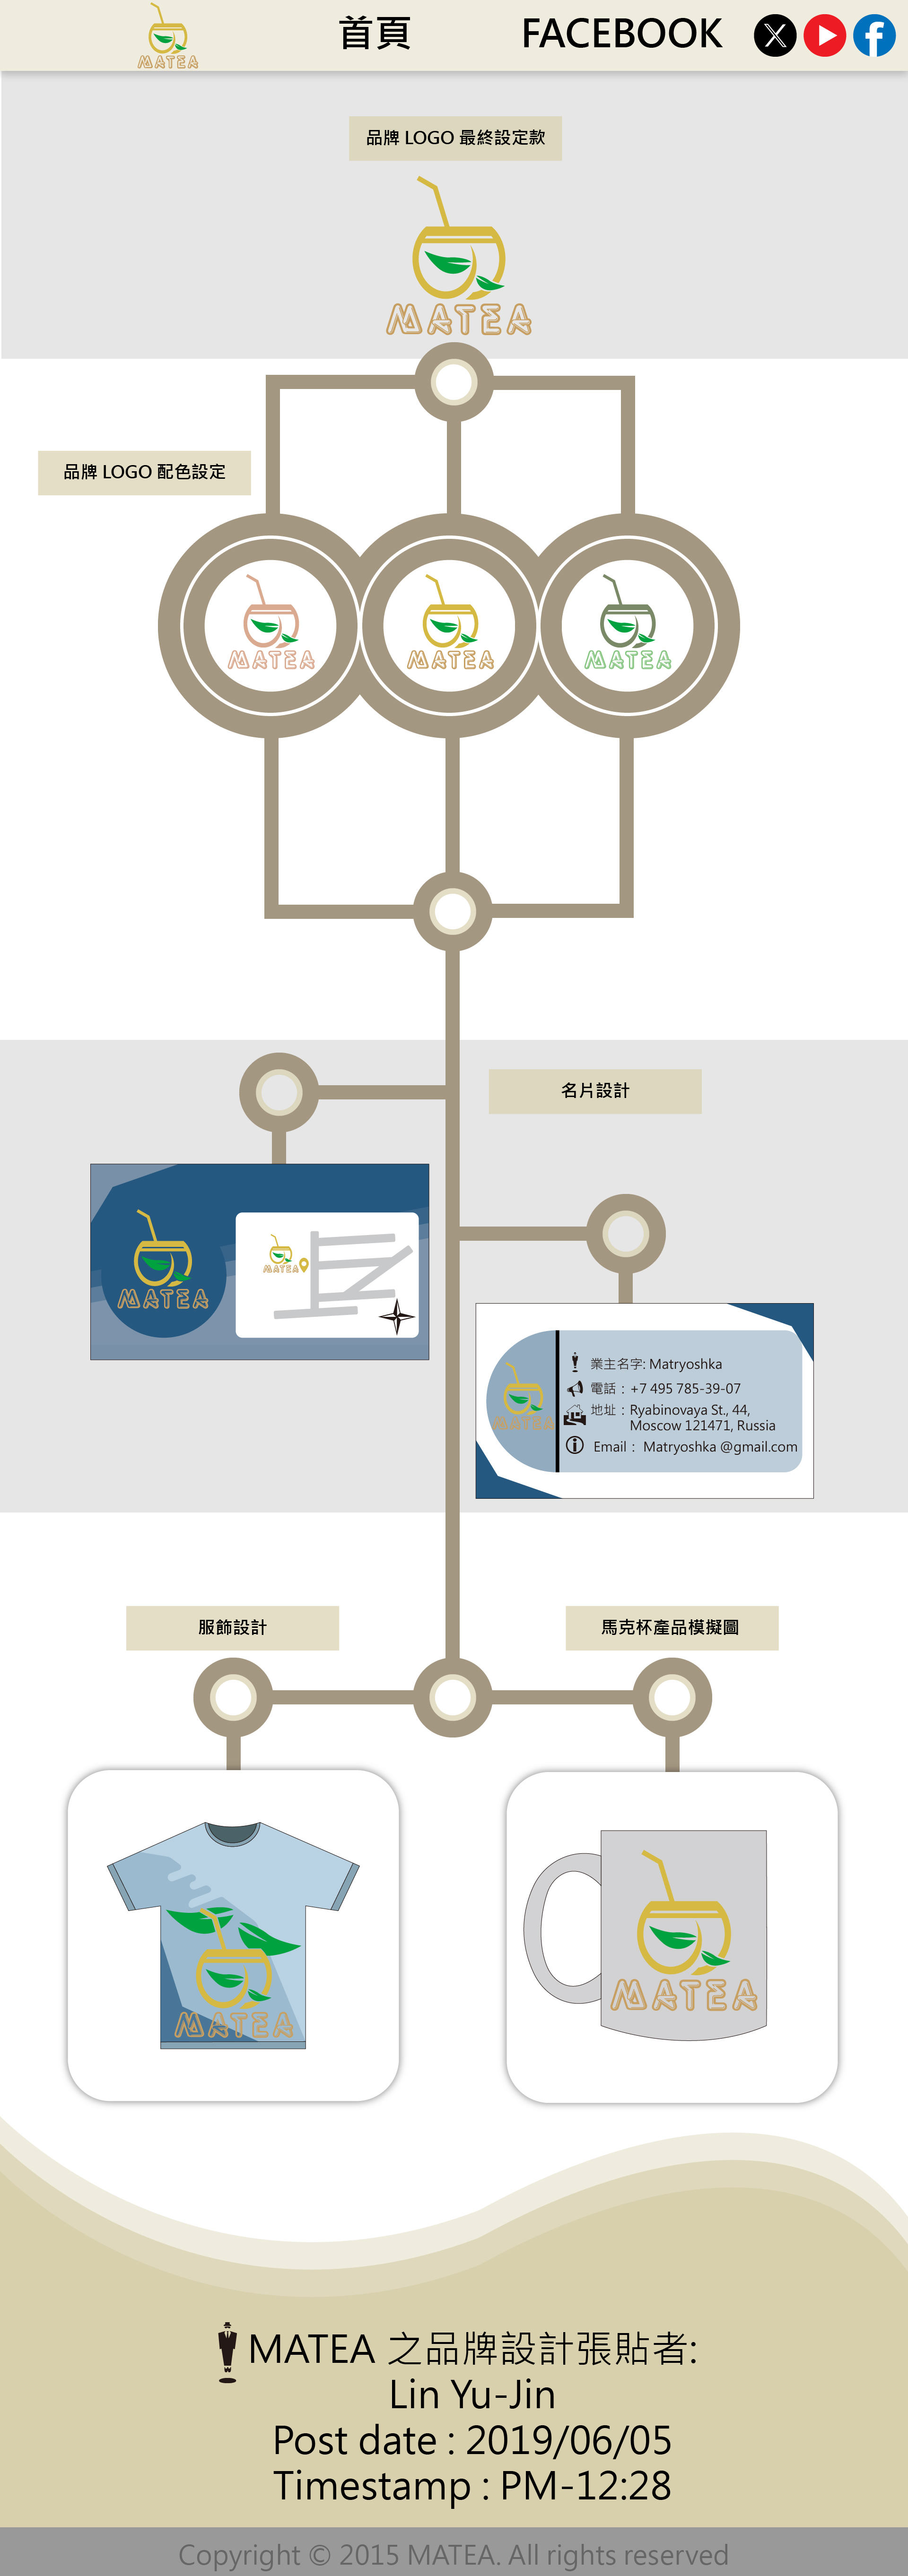 MATEA
首頁
FACEBOOK
品牌 LOGO 最終設定款
MATEA
品牌 LOGO 配色設定
MATEA
MATEA
MATEA
名片設計
MATEA
MATEA
MATEA
業主名字: Matryoshka
電話 : +7 495 785-39-07
地址 : Ryabinovaya St., 44,
Moscow 121471, Russia
Email : Matryoshka @gmail.com
服飾設計
馬克杯產品模擬圖
MATEA
MATEA
MATEA 之品牌設計張貼者:
Lin Yu-Jin
Post date : 2019/06/05
Timestamp : PM-12:28
Copyright © 2015 MATEA. All rights reserved